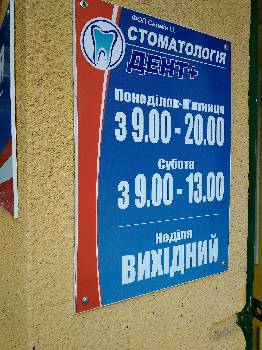 СТОМАТОЛОГІЯ
ДЕНТ+
Понеділок-П'ятниця
З 9.00 - 20.00
Субота
З 9.00 - 13.00
Неділя
ВИХІДНИЙ